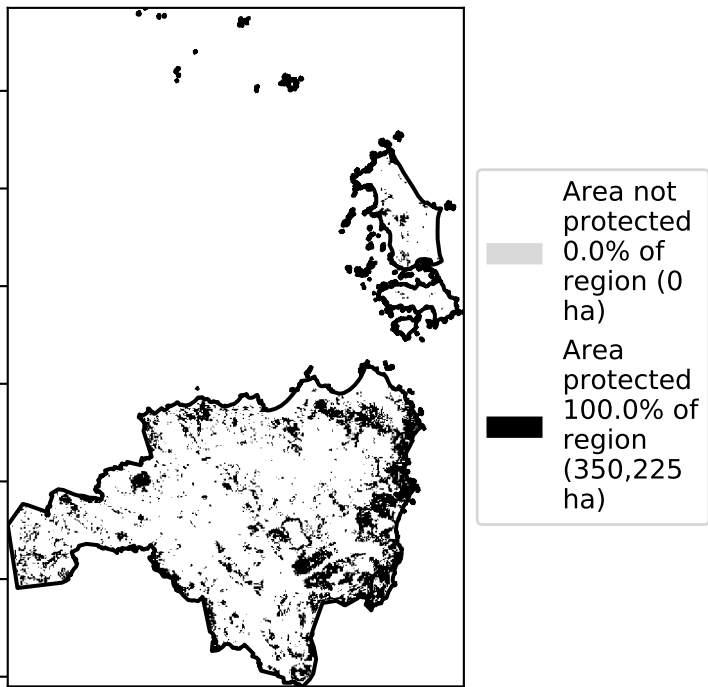 Area not
protected
0.0% of
region (0
ha)
Area
protected
100.0% of
region
(350,225
ha)